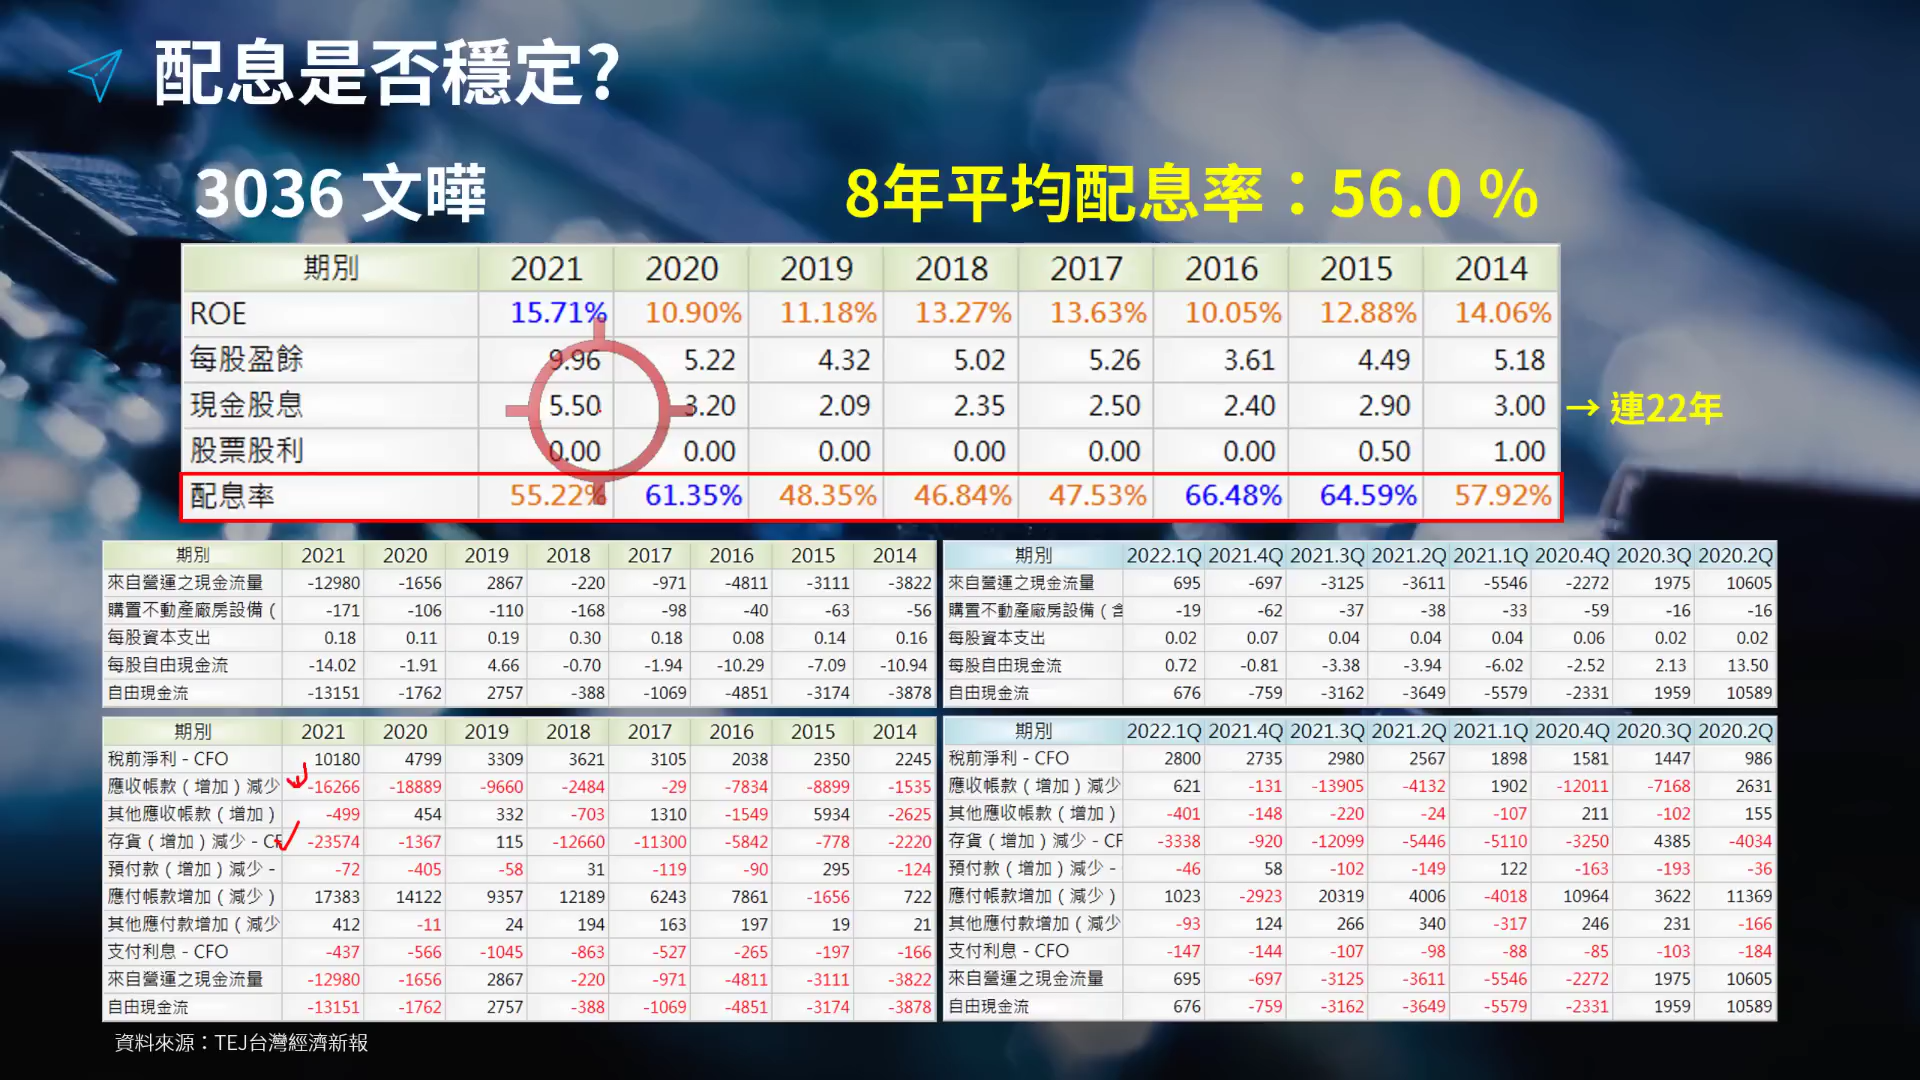 配息是否穩定?
3036 文曄
8年平均配息率：56.0 %
期別 2021 2020 2019 2018 2017 2016 2015 2014
ROE 15.71% 10.90% 11.18% 13.27% 13.63% 10.05% 12.88% 14.06%
每股盈餘 9.96 5.22 4.32 5.02 5.26 3.61 4.49 5.18
現金股息 5.50 3.20 2.09 2.35 2.50 2.40 2.90 3.00 → 連22年
股票股利 0.00 0.00 0.00 0.00 0.00 0.00 0.50 1.00
配息率 55.22% 61.35% 48.35% 46.84% 47.53% 66.48% 64.59% 57.92%
期別 2021 2020 2019 2018 2017 2016 2015 2014
來自營運之現金流量 -12980 -1656 2867 -220 -971 -4811 -3111 -3822
購置不動產廠房設備（ -171 -106 -110 -168 -98 -40 -63 -56
每股資本支出 0.18 0.11 0.19 0.30 0.18 0.08 0.14 0.16
每股自由現金流 -14.02 -1.91 4.66 -0.70 -1.94 -10.29 -7.09 -10.94
自由現金流 -13151 -1762 2757 -388 -1069 -4851 -3174 -3878
期別 2022.1Q 2021.4Q 2021.3Q 2021.2Q 2021.1Q 2020.4Q 2020.3Q 2020.2Q
來自營運之現金流量 695 -697 -3125 -3611 -5546 -2272 1975 10605
購置不動產廠房設備（含 -19 -62 -37 -38 -33 -59 -16 -16
每股資本支出 0.02 0.07 0.04 0.04 0.04 0.06 0.02 0.02
每股自由現金流 0.72 -0.81 -3.38 -3.94 -6.02 -2.52 2.13 13.50
自由現金流 676 -759 -3162 -3649 -5579 -2331 1959 10589
期別 2021 2020 2019 2018 2017 2016 2015 2014
稅前淨利－CFO 10180 4799 3309 3621 3105 2038 2350 2245
應收帳款（增加）減少 -16266 -18889 -9660 -2484 -29 -7834 -8899 -1535
其他應收帳款（增加） -499 454 332 -703 1310 -1549 5934 -2625
存貨（增加）減少－CF -23574 -1367 115 -12660 -11300 -5842 -778 -2220
預付款（增加）減少－ -72 -405 -58 31 -119 -90 295 -124
應付帳款增加（減少） 17383 14122 9357 12189 6243 7861 -1656 722
其他應付款增加（減少 412 -11 24 194 163 197 19 21
支付利息－CFO -437 -566 -1045 -863 -527 -265 -197 -166
來自營運之現金流量 -12980 -1656 2867 -220 -971 -4811 -3111 -3822
自由現金流 -13151 -1762 2757 -388 -1069 -4851 -3174 -3878
期別 2022.1Q 2021.4Q 2021.3Q 2021.2Q 2021.1Q 2020.4Q 2020.3Q 2020.2Q
稅前淨利－CFO 2800 2735 2980 2567 1898 1581 1447 986
應收帳款（增加）減少 621 -131 -13905 -4132 1902 -12011 -7168 2631
其他應收帳款（增加） -401 -148 -220 -24 -107 211 -102 155
存貨（增加）減少－CF -3338 -920 -12099 -5446 -5110 -3250 4385 -4034
預付款（增加）減少－ -46 58 -102 -149 122 -163 -193 -36
應付帳款增加（減少） 1023 -2923 20319 4006 -4018 10964 3622 11369
其他應付款增加（減少 -93 124 266 340 -317 246 231 -166
支付利息－CFO -147 -144 -107 -98 -88 -85 -103 -184
來自營運之現金流量 695 -697 -3125 -3611 -5546 -2272 1975 10605
自由現金流 676 -759 -3162 -3649 -5579 -2331 1959 10589
資料來源：TEJ台灣經濟新報